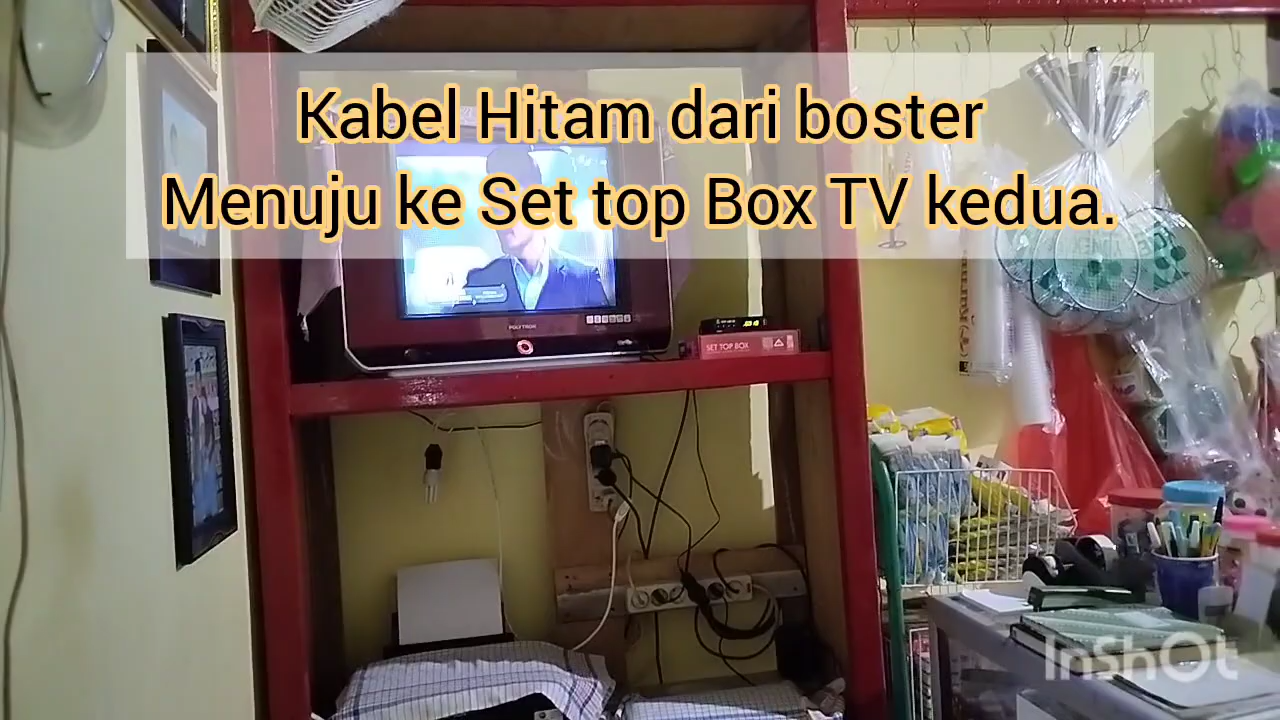 Kabel Hitam dari boster
Menuju ke Set top Box TV kedua.
POLYTRON
SET TOP BOX
InShOt